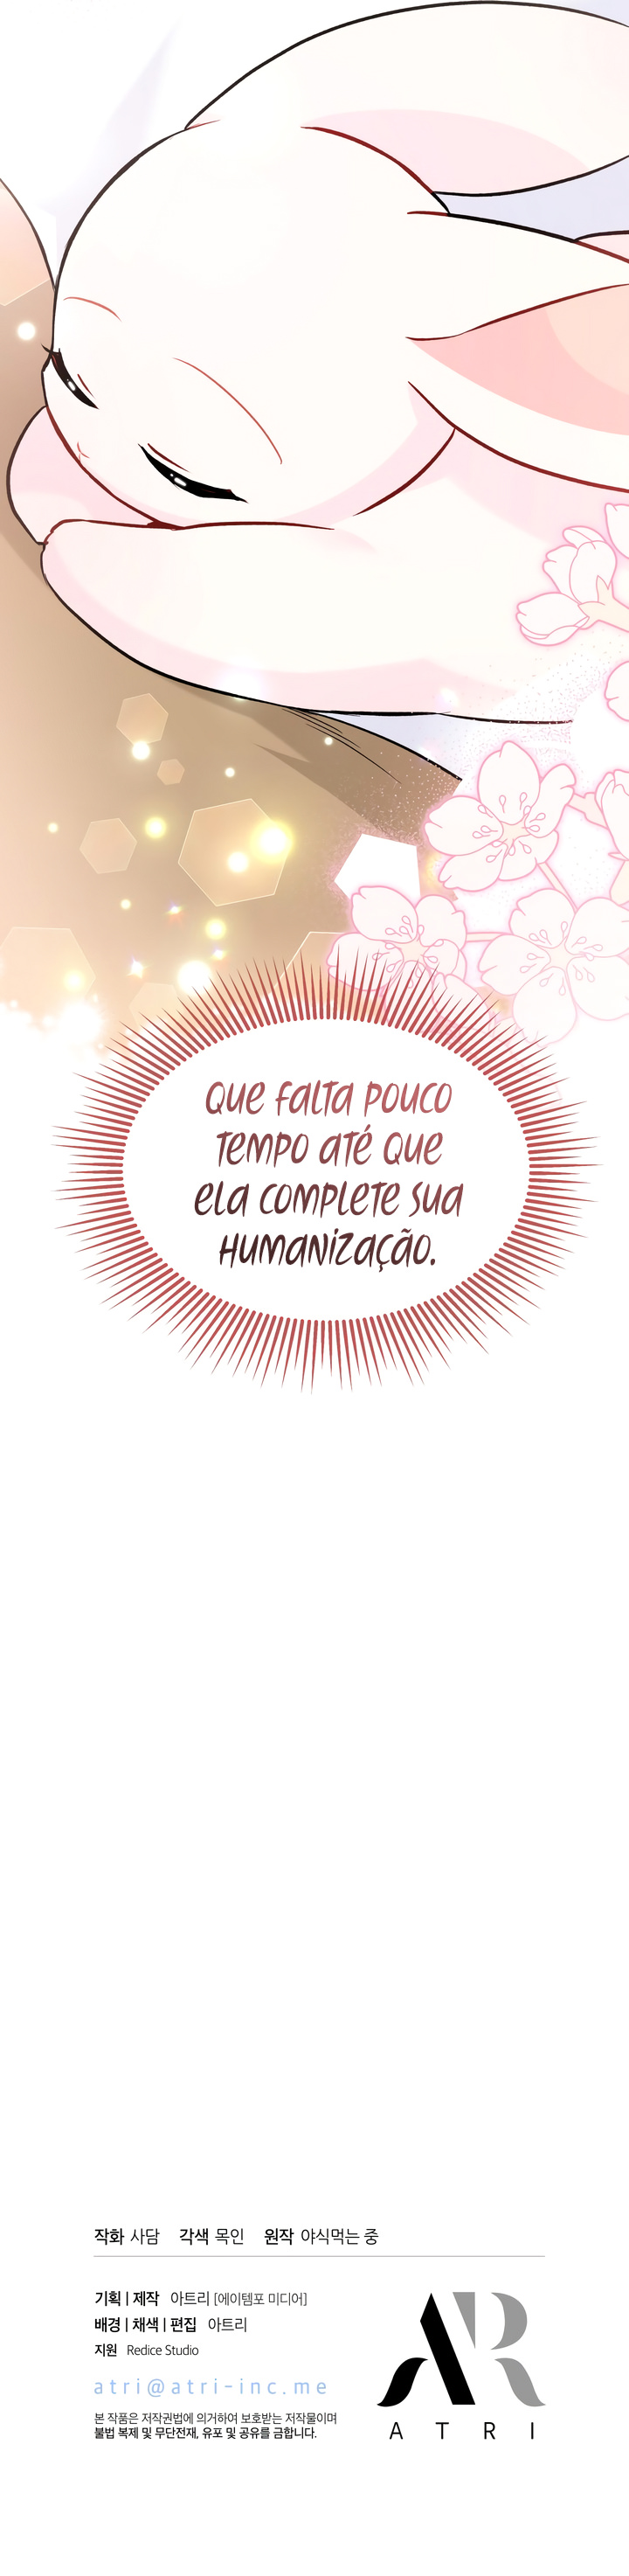 QUE FALTA POUCO
TEMPO ATÉ QUE
ELA COMPLETE SUA
HUMANIZAÇÃO.
작화 사담 각색 목인 원작 야식먹는 중
기획 | 제작 아트리 [에이템포 미디어]
배경 | 채색 | 편집 아트리
지원 Redice Studio
atri@atri-inc.me
본 작품은 저작권법에 의거하여 보호받는 저작물이며
불법 복제 및 무단전재, 유포 및 공유를 금합니다.
AR
ATRI